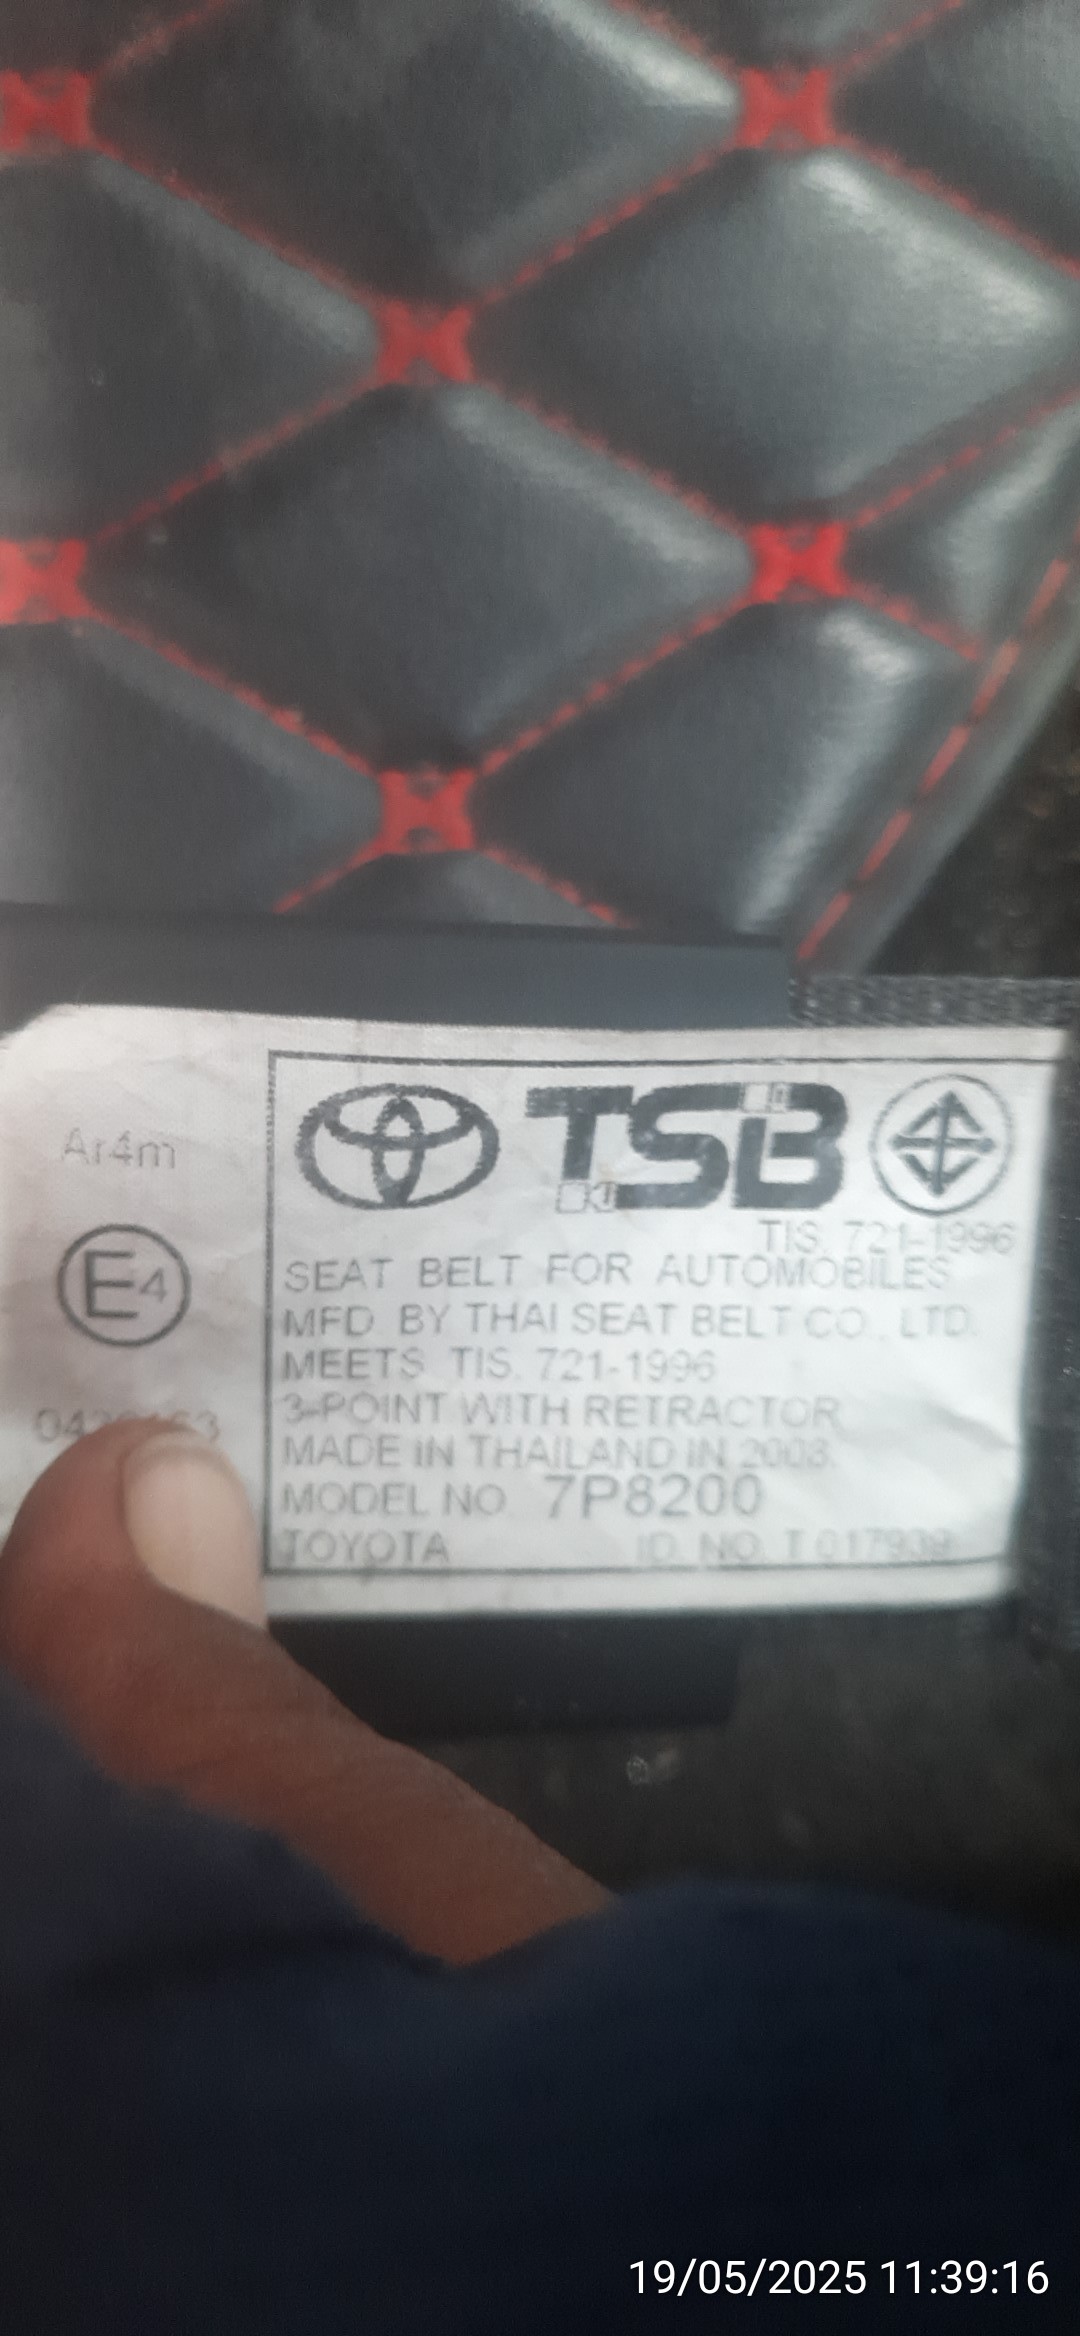 Ar4m
E4
TSB
TIS. 721-1996
SEAT BELT FOR AUTOMOBILES
MFD BY THAI SEAT BELT CO., LTD.
MEETS TIS. 721-1996
3-POINT WITH RETRACTOR
MADE IN THAILAND IN
MODEL NO 7P8200
TOYOTA ID. NO.
19/05/2025 11:39:16